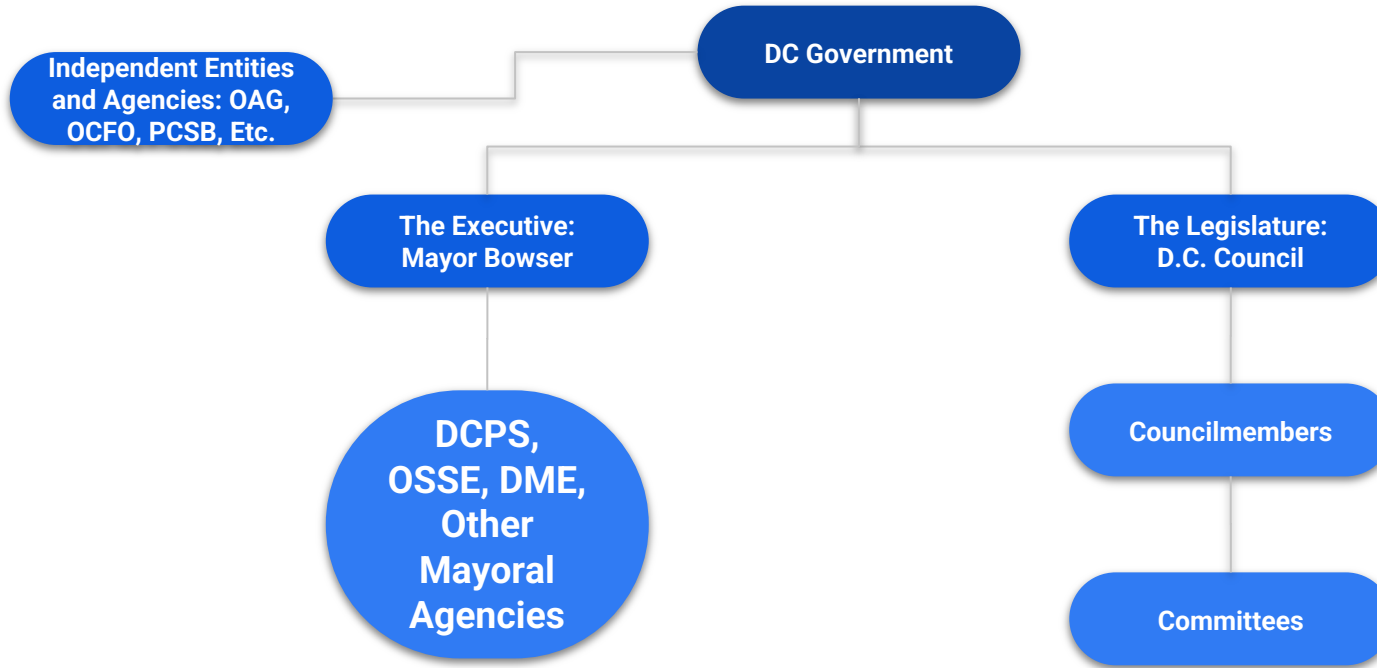 DC Government
Independent Entities
and Agencies: OAG,
OCFO, PCSB, Etc.
The Executive:
Mayor Bowser
The Legislature:
D.C. Council
DCPS,
OSSE, DME,
Other
Mayoral
Agencies
Councilmembers
Committees